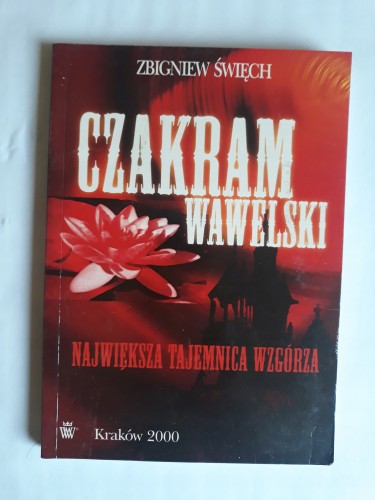 ZBIGNIEW ŚWIĘCH
CZAKRAM
WAWELSKI
NAJWIĘKSZA TAJEMNICA WZGÓRZA
W
Kraków 2000